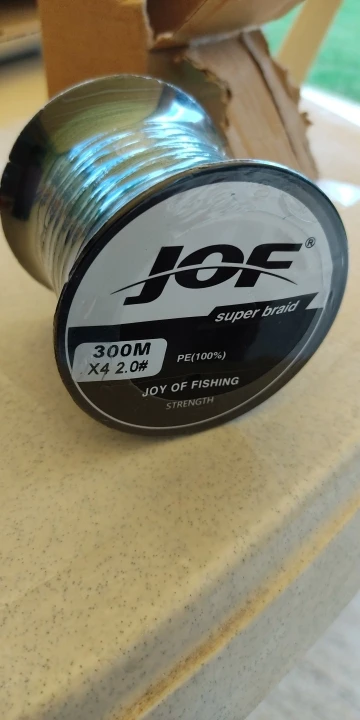 JOF®
super braid
300M
X4 2.0#
PE(100%)
JOY OF FISHING
STRENGTH